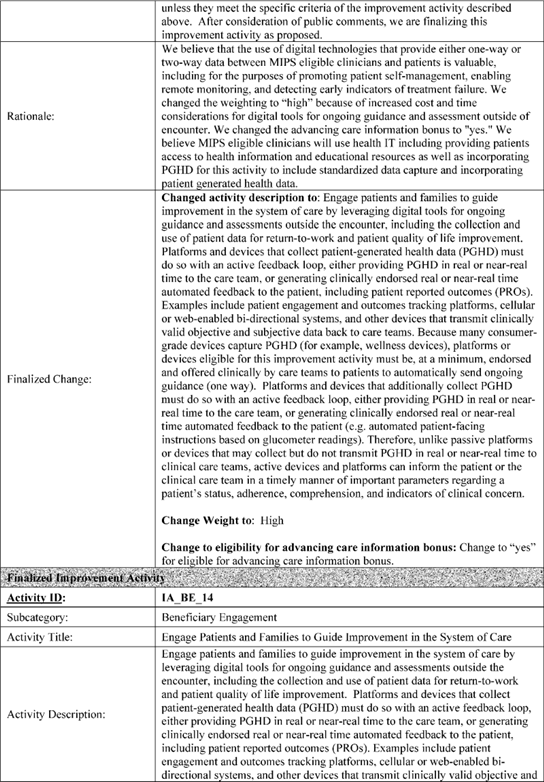 unless they meet the specific criteria of the improvement activity described
above.  After consideration of public comments, we are finalizing this
improvement activity as proposed.
Rationale:
We believe that the use of digital technologies that provide either one-way or
two-way data between MIPS eligible clinicians and patients is valuable,
including for the purposes of promoting patient self-management, enabling
remote monitoring, and detecting early indicators of treatment failure. We
changed the weighting to “high” because of increased cost and time
considerations for digital tools for ongoing guidance and assessment outside of
encounter. We changed the advancing care information bonus to "yes." We
believe MIPS eligible clinicians will use health IT including providing patients
access to health information and educational resources as well as incorporating
PGHD for this activity to include standardized data capture and incorporating
patient generated health data.
Finalized Change:
Changed activity description to: Engage patients and families to guide
improvement in the system of care by leveraging digital tools for ongoing
guidance and assessments outside the encounter, including the collection and
use of patient data for return-to-work and patient quality of life improvement.
Platforms and devices that collect patient-generated health data (PGHD) must
do so with an active feedback loop, either providing PGHD in real or near-real
time to the care team, or generating clinically endorsed real or near-real time
automated feedback to the patient, including patient reported outcomes (PROs).
Examples include patient engagement and outcomes tracking platforms, cellular
or web-enabled bi-directional systems, and other devices that transmit clinically
valid objective and subjective data back to care teams. Because many consumer-
grade devices capture PGHD (for example, wellness devices), platforms or
devices eligible for this improvement activity must be, at a minimum, endorsed
and offered clinically by care teams to patients to automatically send ongoing
guidance (one way).  Platforms and devices that additionally collect PGHD
must do so with an active feedback loop, either providing PGHD in real or near-
real time to the care team, or generating clinically endorsed real or near-real
time automated feedback to the patient (e.g. automated patient-facing
instructions based on glucometer readings). Therefore, unlike passive platforms
or devices that may collect but do not transmit PGHD in real or near-real time to
clinical care teams, active devices and platforms can inform the patient or the
clinical care team in a timely manner of important parameters regarding a
patient’s status, adherence, comprehension, and indicators of clinical concern.
Change Weight to:  High
Change to eligibility for advancing care information bonus: Change to “yes”
for eligible for advancing care information bonus.
Finalized Improvement Activity
Activity ID:
IA_BE_14
Subcategory:
Beneficiary Engagement
Activity Title:
Engage Patients and Families to Guide Improvement in the System of Care
Activity Description:
Engage patients and families to guide improvement in the system of care by
leveraging digital tools for ongoing guidance and assessments outside the
encounter, including the collection and use of patient data for return-to-work
and patient quality of life improvement.  Platforms and devices that collect
patient-generated health data (PGHD) must do so with an active feedback loop,
either providing PGHD in real or near-real time to the care team, or generating
clinically endorsed real or near-real time automated feedback to the patient,
including patient reported outcomes (PROs). Examples include patient
engagement and outcomes tracking platforms, cellular or web-enabled bi-
directional systems, and other devices that transmit clinically valid objective and